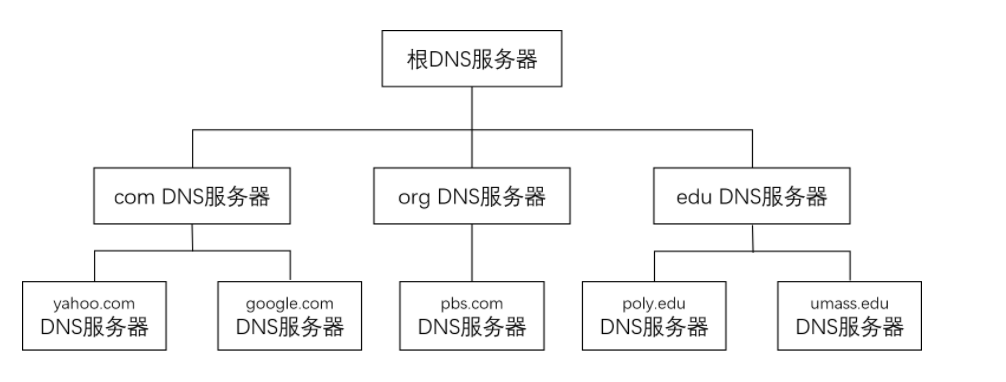 根DNS服务器
com DNS服务器
org DNS服务器
edu DNS服务器
yahoo.com
DNS服务器
google.com
DNS服务器
pbs.com
DNS服务器
poly.edu
DNS服务器
umass.edu
DNS服务器